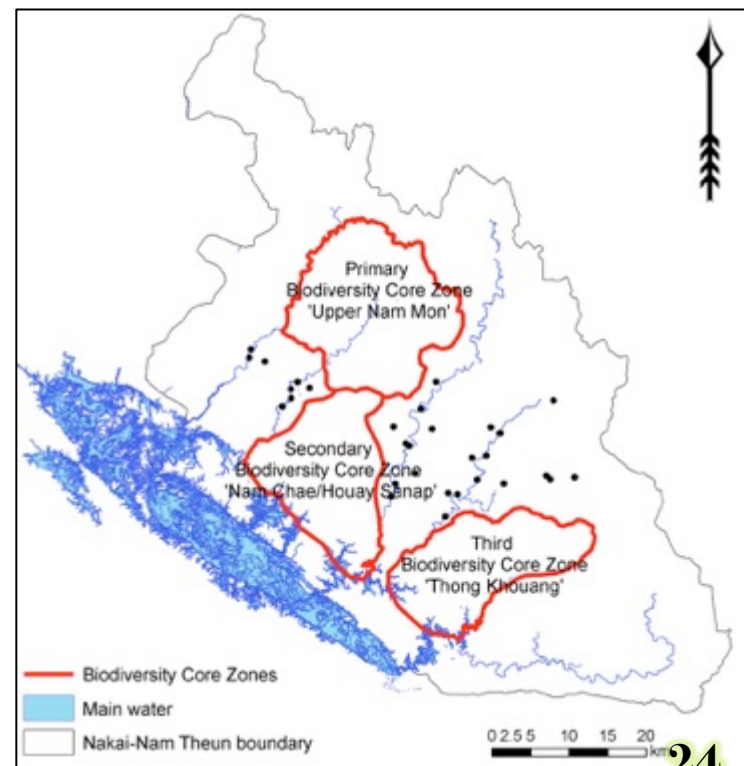 Primary
Biodiversity Core Zone
'Upper Nam Mon'
Secondary
Biodiversity Core Zone
'Nam Chae/Houay Sanap'
Third
Biodiversity Core Zone
'Thong Khouang'
Biodiversity Core Zones
Main water
Nakai-Nam Theun boundary
0 2.5 5 10 15 20
km
24